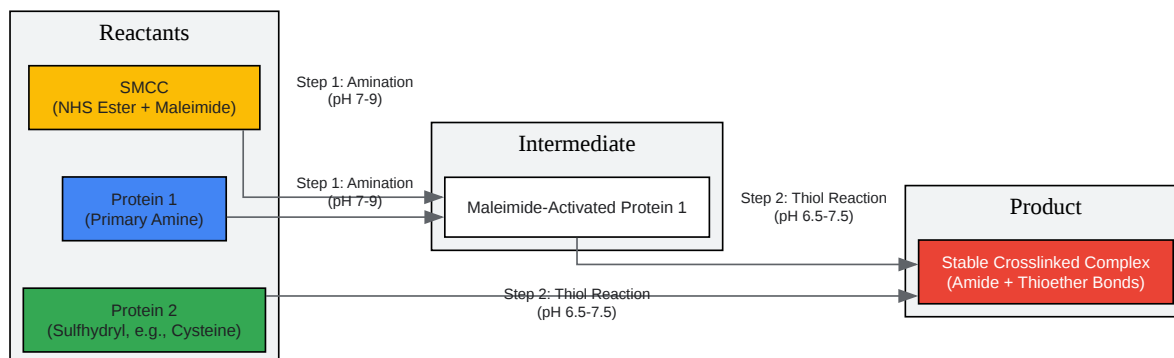 Reactants
SMCC
(NHS Ester + Maleimide)
Step 1: Amination
(pH 7-9)
Protein 1
(Primary Amine)
Step 1: Amination
(pH 7-9)
Protein 2
(Sulfhydryl, e.g., Cysteine)
Intermediate
Maleimide-Activated Protein 1
Step 2: Thiol Reaction
(pH 6.5-7.5)
Step 2: Thiol Reaction
(pH 6.5-7.5)
Product
Stable Crosslinked Complex
(Amide + Thioether Bonds)